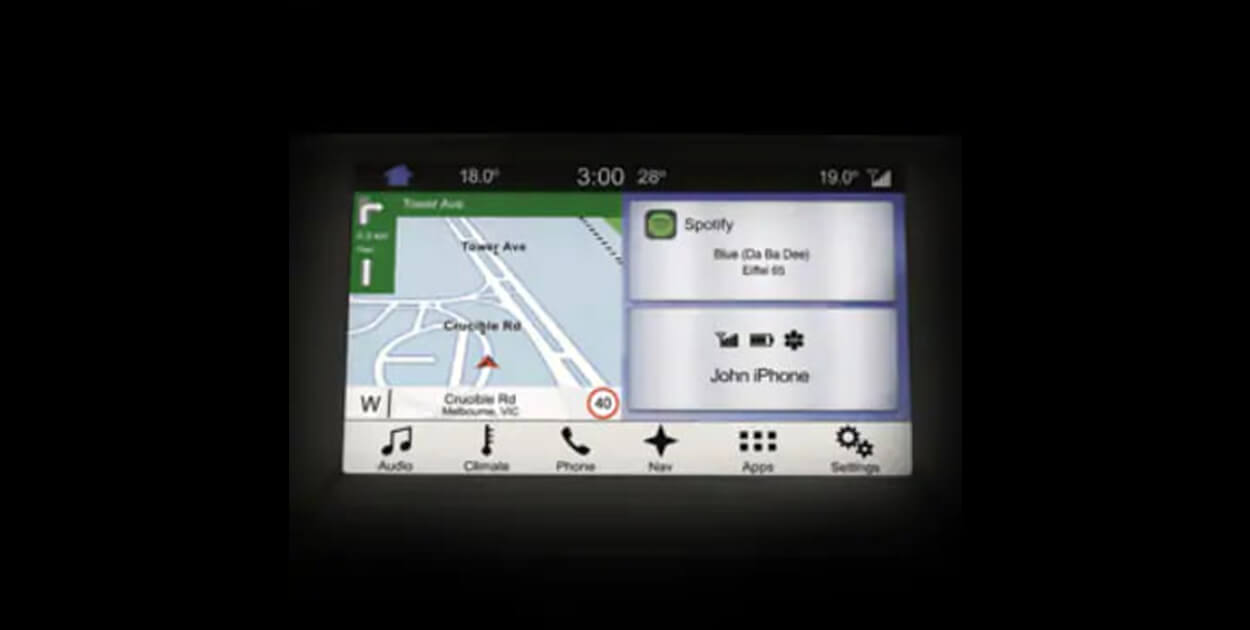 18.0°
3:00
28°
19.0°
Tower Ave
Tower Ave
Crucible Rd
W
Crucible Rd
Melbourne, VIC
40
Spotify
Blue (Da Ba Dee)
Eiffel 65
John iPhone
Audio
Climate
Phone
Nav
Apps
Settings